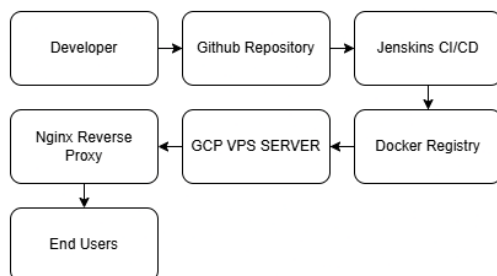 Developer
Github Repository
Jenskins CI/CD
Nginx Reverse
Proxy
GCP VPS SERVER
Docker Registry
End Users